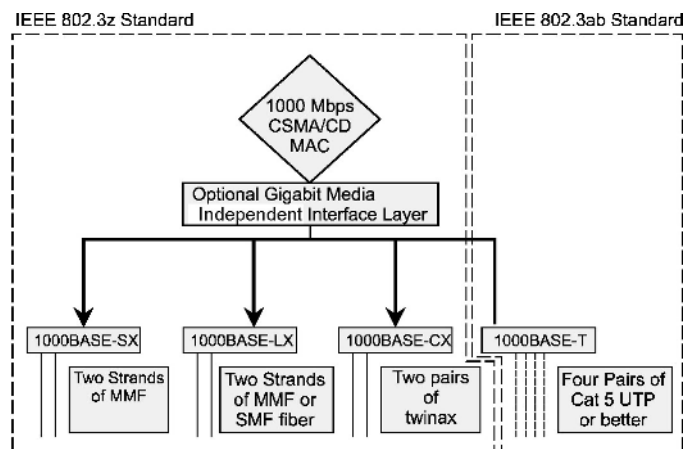 IEEE 802.3z Standard
IEEE 802.3ab Standard
1000 Mbps
CSMA/CD
MAC
Optional Gigabit Media
Independent Interface Layer
1000BASE-SX
1000BASE-LX
1000BASE-CX
1000BASE-T
Two Strands
of MMF
Two Strands
of MMF or
SMF fiber
Two pairs
of
twinax
Four Pairs of
Cat 5 UTP
or better